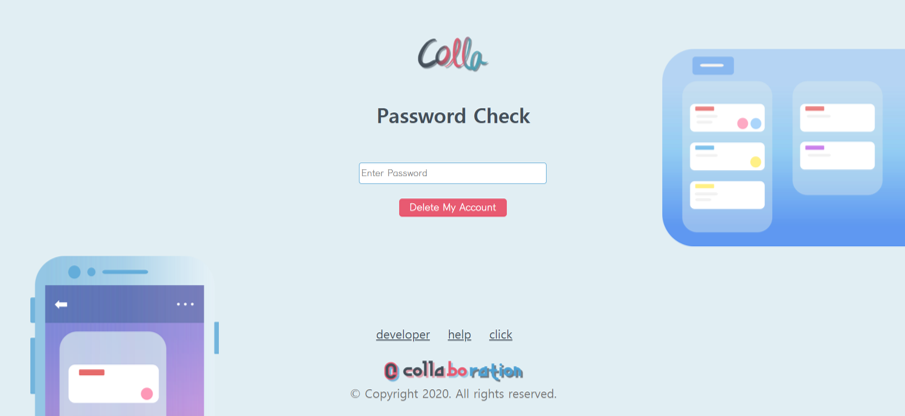 Colla
Password Check
Enter Password
Delete My Account
developer help click
collaboration
© Copyright 2020. All rights reserved.